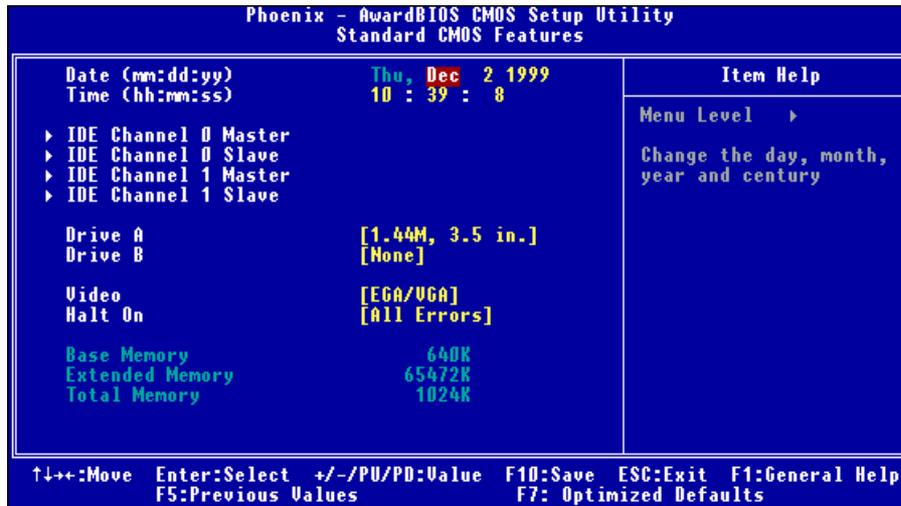 Phoenix - AwardBIOS CMOS Setup Utility
Standard CMOS Features
Date (mm:dd:yy) Thu, Dec 2 1999
Time (hh:mm:ss) 10 : 39 : 8
IDE Channel 0 Master
IDE Channel 0 Slave
IDE Channel 1 Master
IDE Channel 1 Slave
Drive A [1.44M, 3.5 in.]
Drive B [None]
Video [EGA/VGA]
Halt On [All Errors]
Base Memory 640K
Extended Memory 65472K
Total Memory 1024K
Item Help
Menu Level
Change the day, month,
year and century
↑↓→←:Move Enter:Select +/-/PU/PD:Value F10:Save ESC:Exit F1:General Help
F5:Previous Values F7: Optimized Defaults